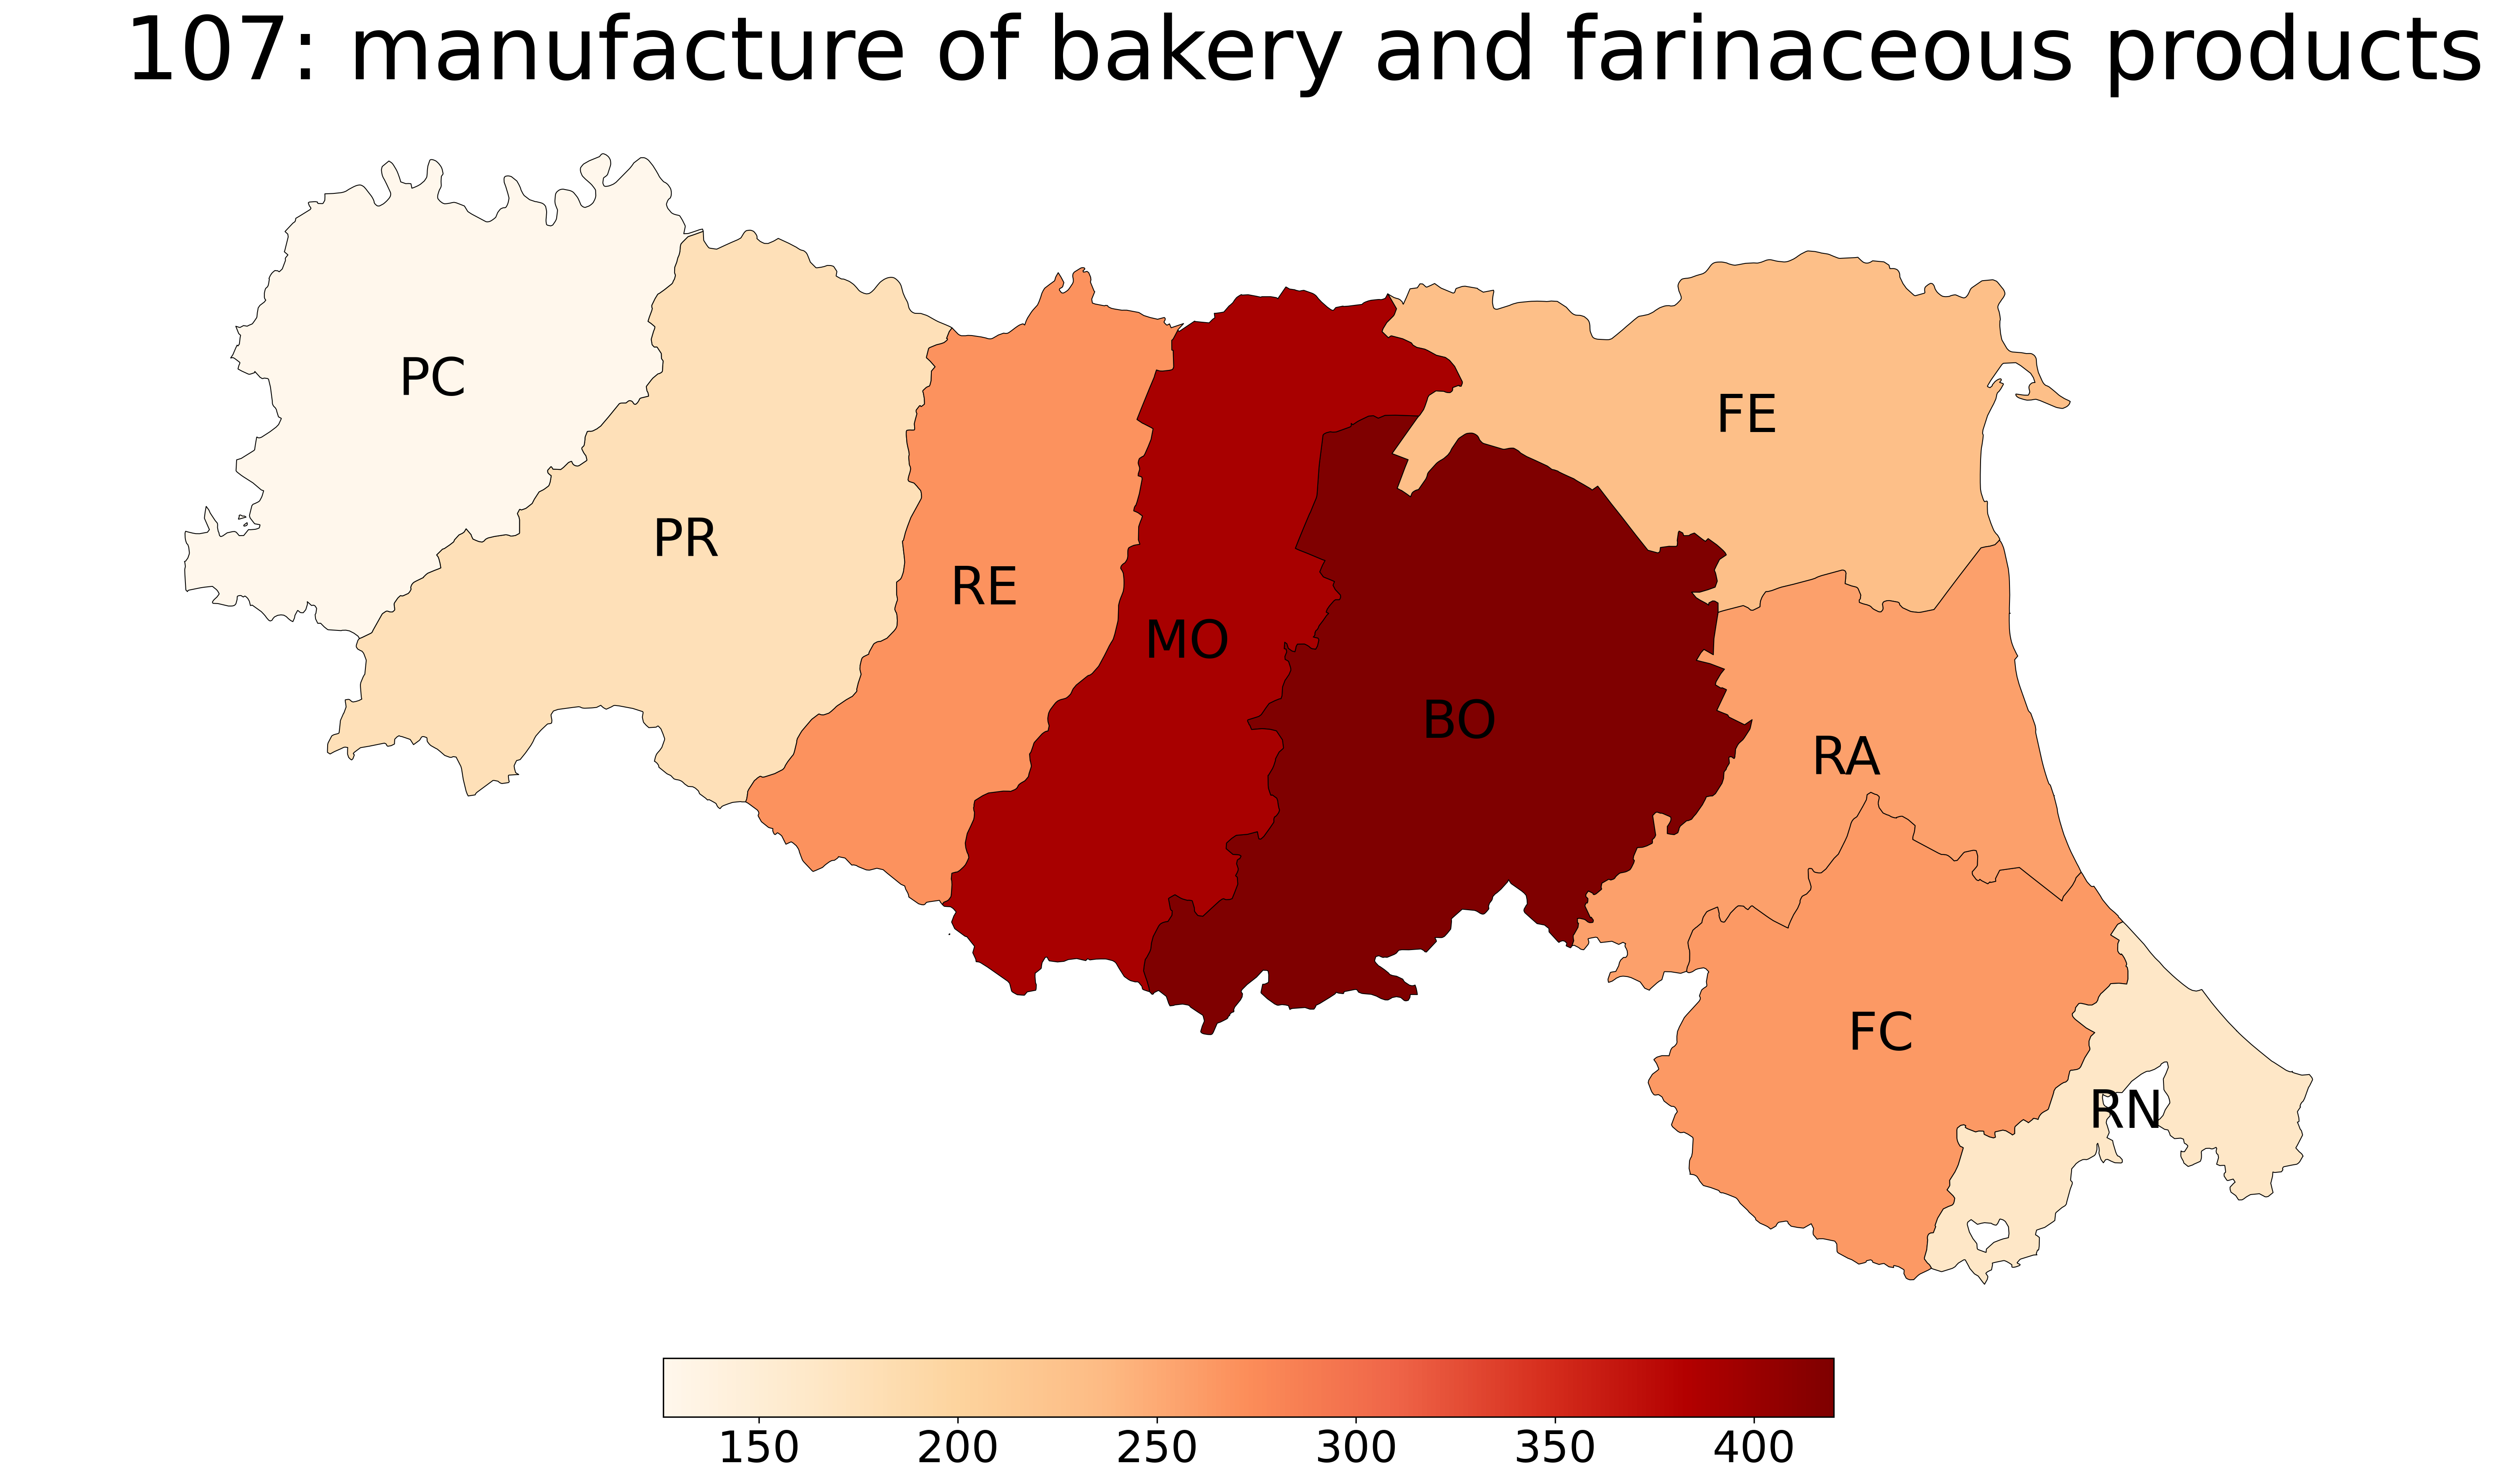 107: manufacture of bakery and farinaceous products
PC
FE
PR
RE
MO
BO
RA
FC
RN
150 200 250 300 350 400